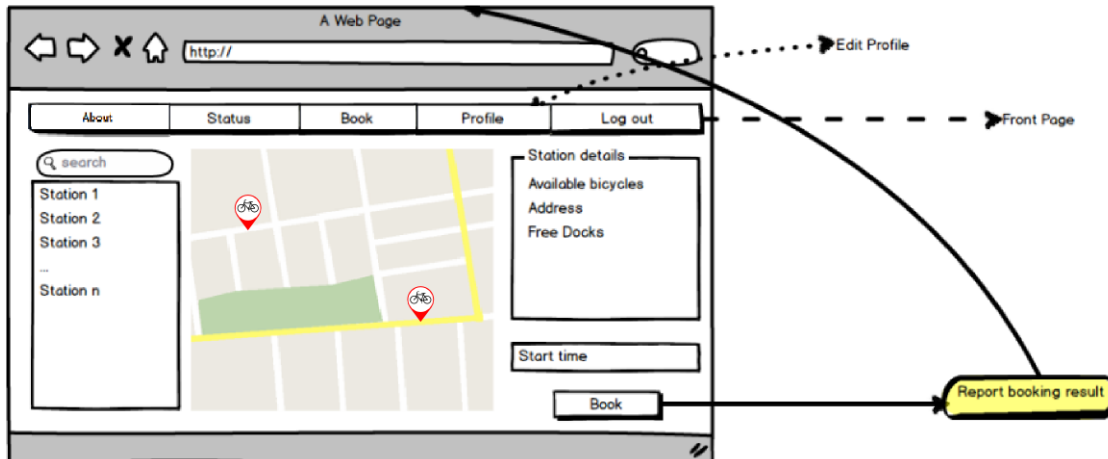 A Web Page
http://
Edit Profile
About
Status
Book
Profile
Log out
Front Page
search
Station 1
Station 2
Station 3
...
Station n
Station details
Available bicycles
Address
Free Docks
Start time
Book
Report booking result